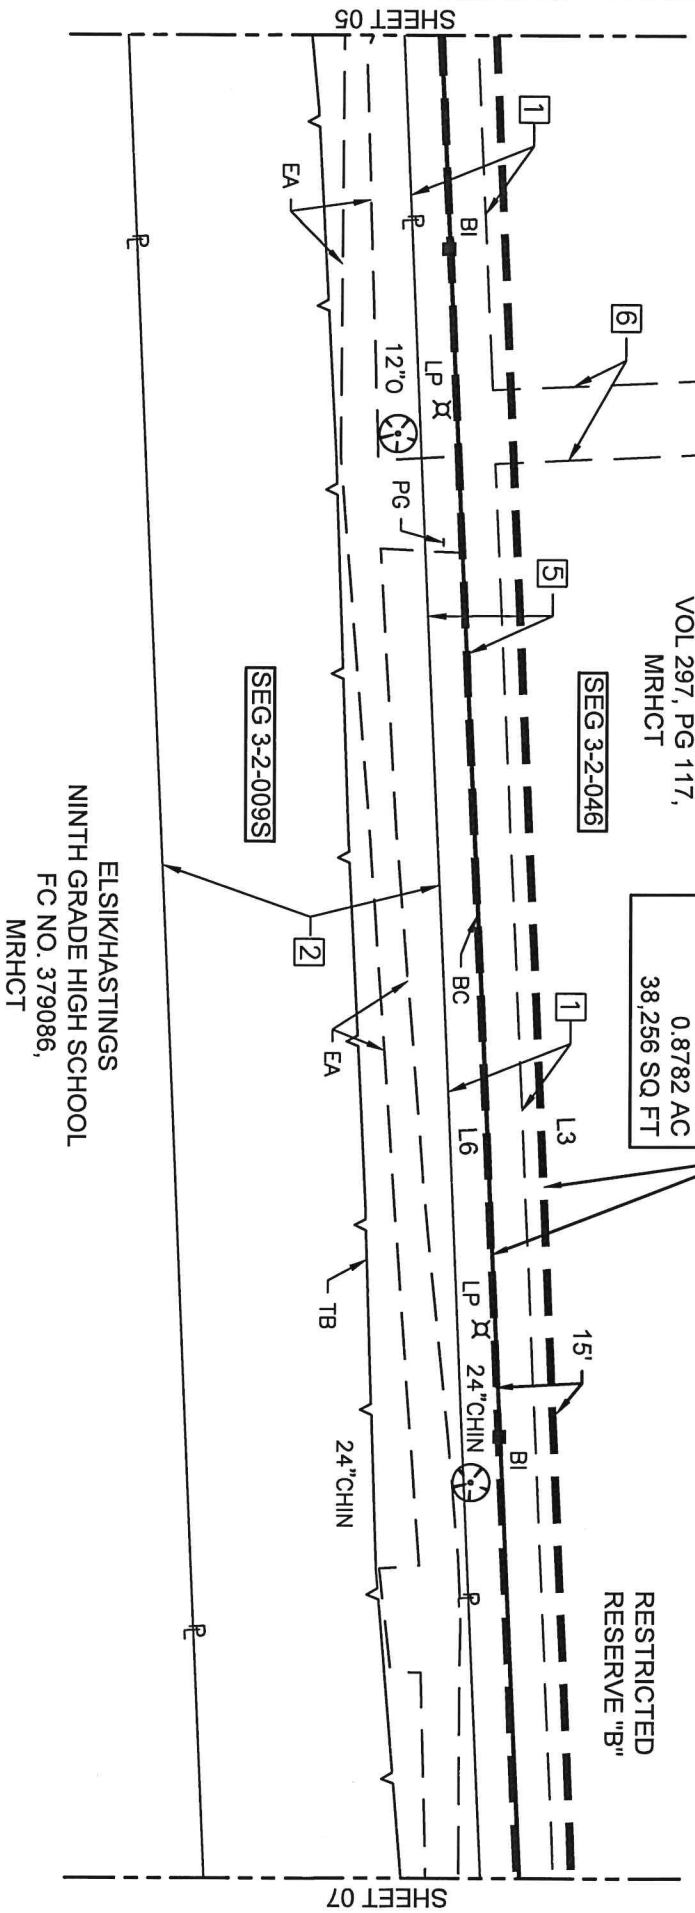 SHEET 05
1
EA
BI
6
12"O
LP
PG
5
VOL 297, PG 117,
MRHCT
SEG 3-2-046
SEG 3-2-009S
ELSIK/HASTINGS
NINTH GRADE HIGH SCHOOL
FC NO. 379086,
MRHCT
2
BC
EA
1
0.8782 AC
38,256 SQ FT
L3
L6
TB
LP
24"CHIN
15'
BI
24"CHIN
RESTRICTED
RESERVE "B"
PL
PL
PL
PL
SHEET 07